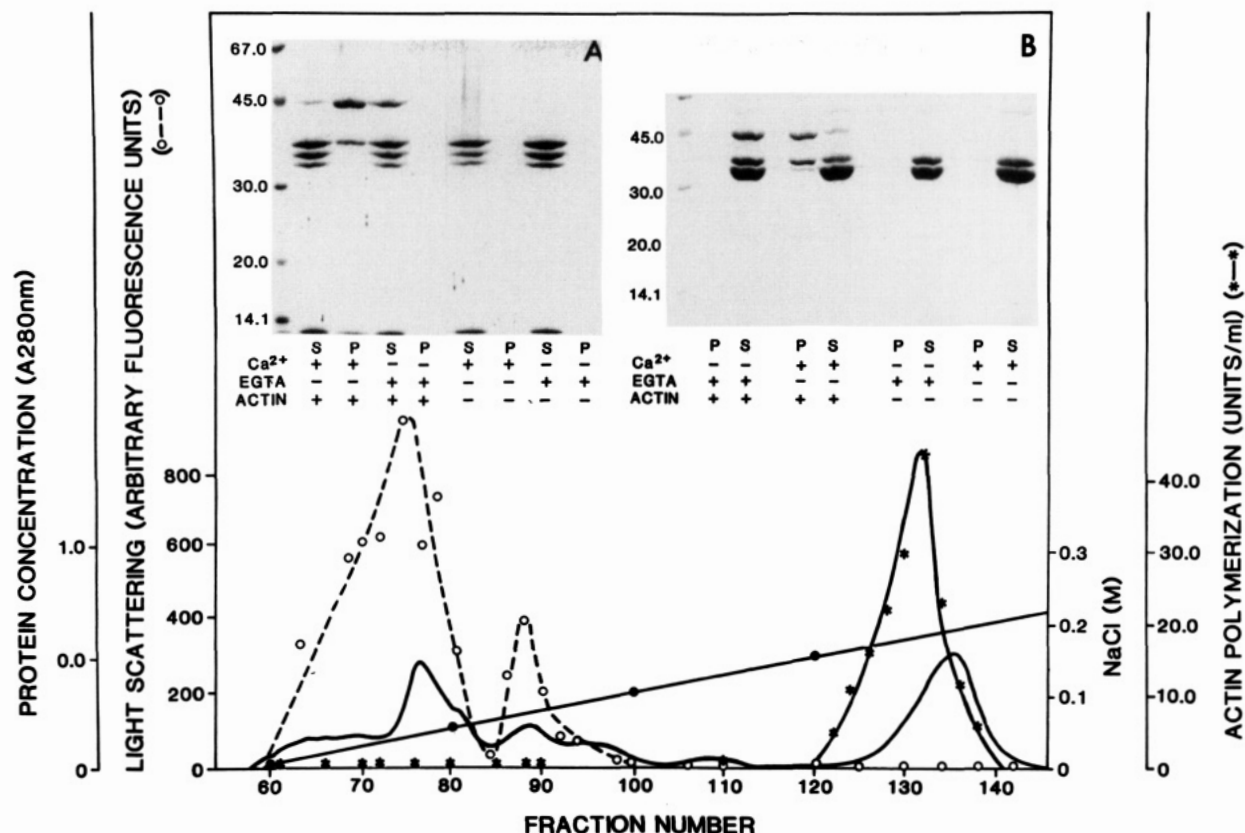 PROTEIN CONCENTRATION (A280nm)
1.0
0.0
0
LIGHT SCATTERING (ARBITRARY FLUORESCENCE UNITS)
(o---o)
800
600
400
200
0
A
67.0
45.0
30.0
20.0
14.1
S P S P S P S P
Ca2+ + + - - + + - -
EGTA - - + + - - + +
ACTIN + + + + - - - -
B
45.0
30.0
20.0
14.1
P S P S P S P S
Ca2+ - - + + - - + +
EGTA + + - - + + - -
ACTIN + + + + - - - -
60 70 80 90 100 110 120 130 140
FRACTION NUMBER
0.3
0.2
0.1
0
NaCl (M)
40.0
30.0
20.0
10.0
0
ACTIN POLYMERIZATION (UNITS/ml) (*—*)